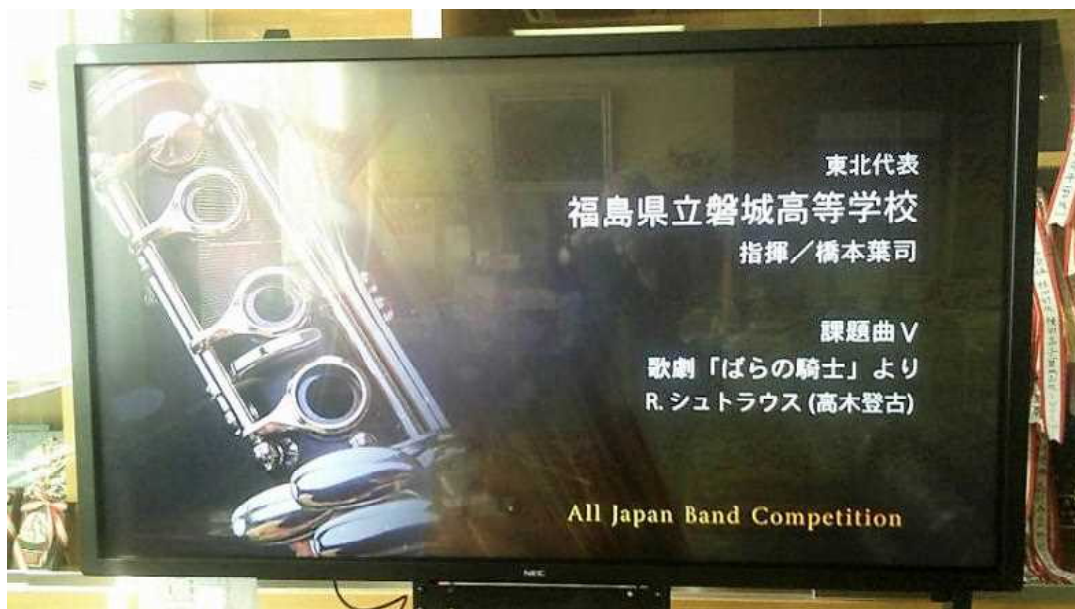 東北代表
福島県立磐城高等学校
指揮／橋本葉司
課題曲 V
歌劇「ばらの騎士」より
R. シュトラウス (高木登古)
All Japan Band Competition
NEC